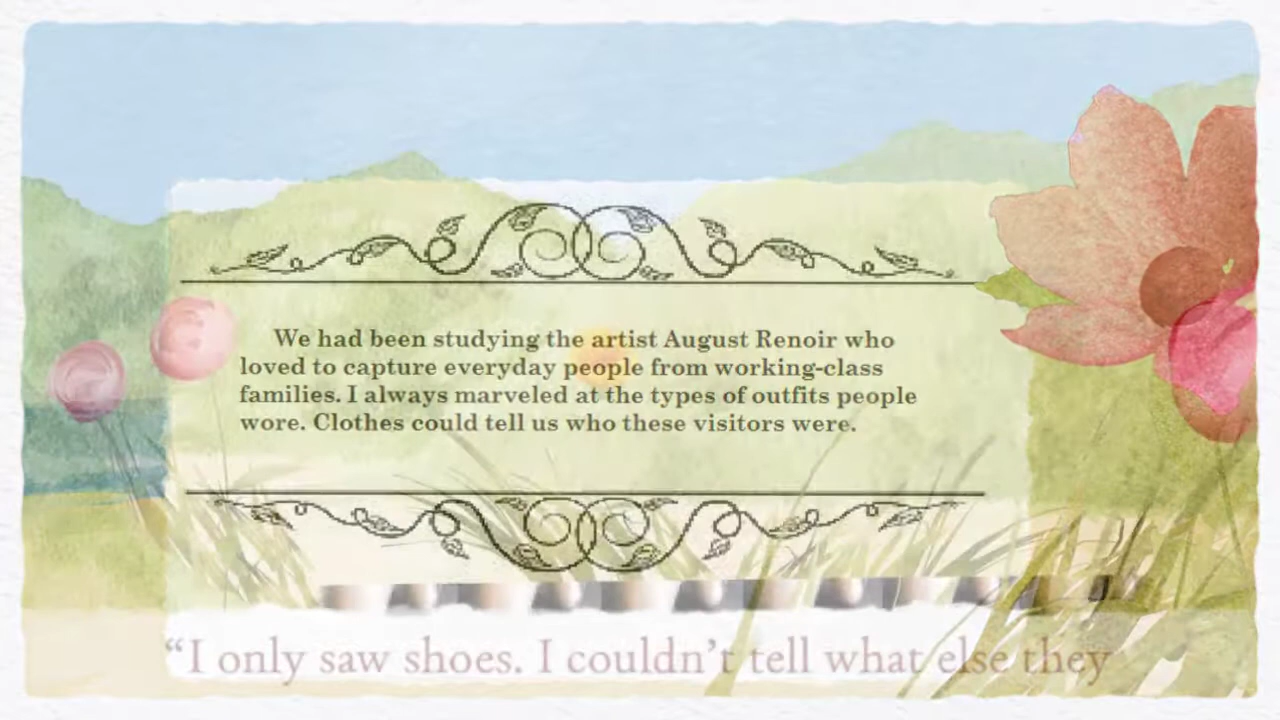 We had been studying the artist August Renoir who
loved to capture everyday people from working-class
families. I always marveled at the types of outfits people
wore. Clothes could tell us who these visitors were.
“I only saw shoes. I couldn’t tell what else they